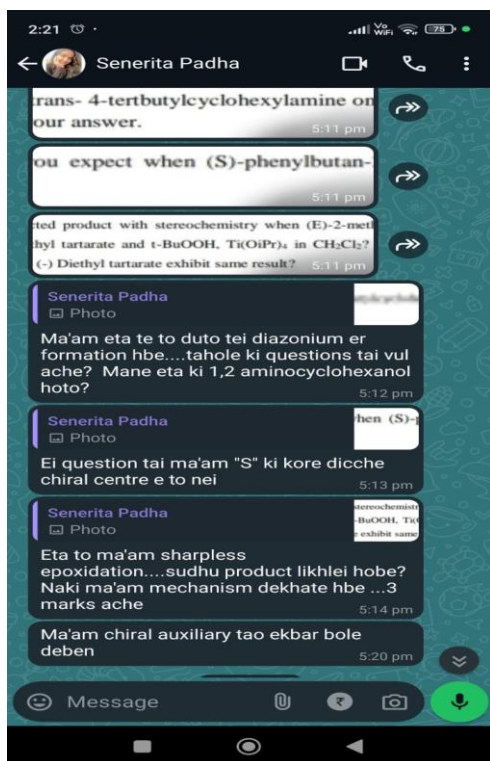 2:21
Vo WiFi 75
Senerita Padha
trans- 4-tertbutylcyclohexylamine on
our answer.
5:11 pm
ou expect when (S)-phenylbutan-
5:11 pm
cted product with stereochemistry when (E)-2-meth
hyl tartarate and t-BuOOH, Ti(OiPr)₄ in CH₂Cl₂?
(-) Diethyl tartarate exhibit same result?
5:11 pm
Senerita Padha
Photo
Ma'am eta te to duto tei diazonium er
formation hbe....tahole ki questions tai vul
ache? Mane eta ki 1,2 aminocyclohexanol
hoto?
5:12 pm
Senerita Padha
Photo
hen (S)-p
Ei question tai ma'am "S" ki kore dicche
chiral centre e to nei
5:13 pm
Senerita Padha
Photo
stereochemistr
-BuOOH, Ti(
e exhibit same
Eta to ma'am sharpless
epoxidation....sudhu product likhlei hobe?
Naki ma'am mechanism dekhate hbe ...3
marks ache
5:14 pm
Ma'am chiral auxiliary tao ekbar bole
deben
5:20 pm
Message